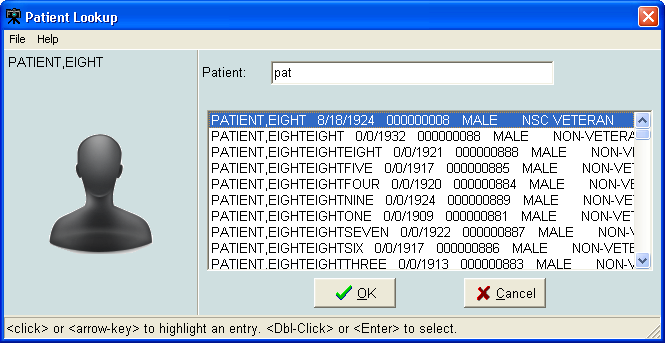 Patient Lookup
File Help
PATIENT,EIGHT
Patient: pat
PATIENT,EIGHT 8/18/1924 000000008 MALE NSC VETERAN
PATIENT,EIGHTEIGHT 0/0/1932 000000088 MALE NON-VETERA
PATIENT,EIGHTEIGHTEIGHT 0/0/1921 000000888 MALE NON-VE
PATIENT,EIGHTEIGHTFIVE 0/0/1917 000000885 MALE NON-VET
PATIENT,EIGHTEIGHTFOUR 0/0/1920 000000884 MALE NON-VE
PATIENT,EIGHTEIGHTNINE 0/0/1924 000000889 MALE NON-VET
PATIENT,EIGHTEIGHTONE 0/0/1909 000000881 MALE NON-VET
PATIENT,EIGHTEIGHTSEVEN 0/0/1922 000000887 MALE NON-V
PATIENT,EIGHTEIGHTSIX 0/0/1917 000000886 MALE NON-VETE
PATIENT,EIGHTEIGHTTHREE 0/0/1913 000000883 MALE NON-V
OK Cancel
<click> or <arrow-key> to highlight an entry. <Dbl-Click> or <Enter> to select.